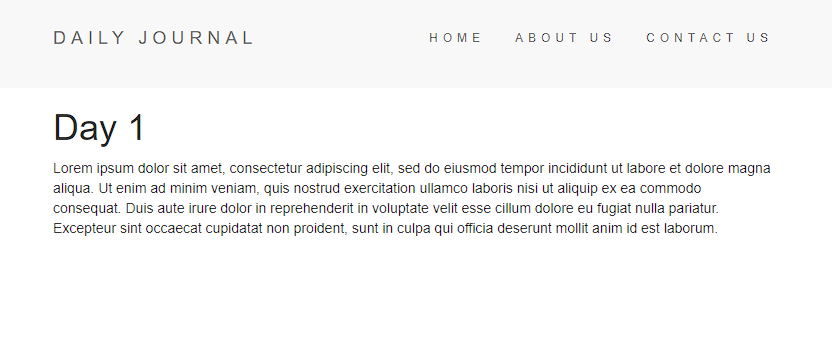 DAILY JOURNAL
HOME ABOUT US CONTACT US
Day 1
Lorem ipsum dolor sit amet, consectetur adipiscing elit, sed do eiusmod tempor incididunt ut labore et dolore magna
aliqua. Ut enim ad minim veniam, quis nostrud exercitation ullamco laboris nisi ut aliquip ex ea commodo
consequat. Duis aute irure dolor in reprehenderit in voluptate velit esse cillum dolore eu fugiat nulla pariatur.
Excepteur sint occaecat cupidatat non proident, sunt in culpa qui officia deserunt mollit anim id est laborum.